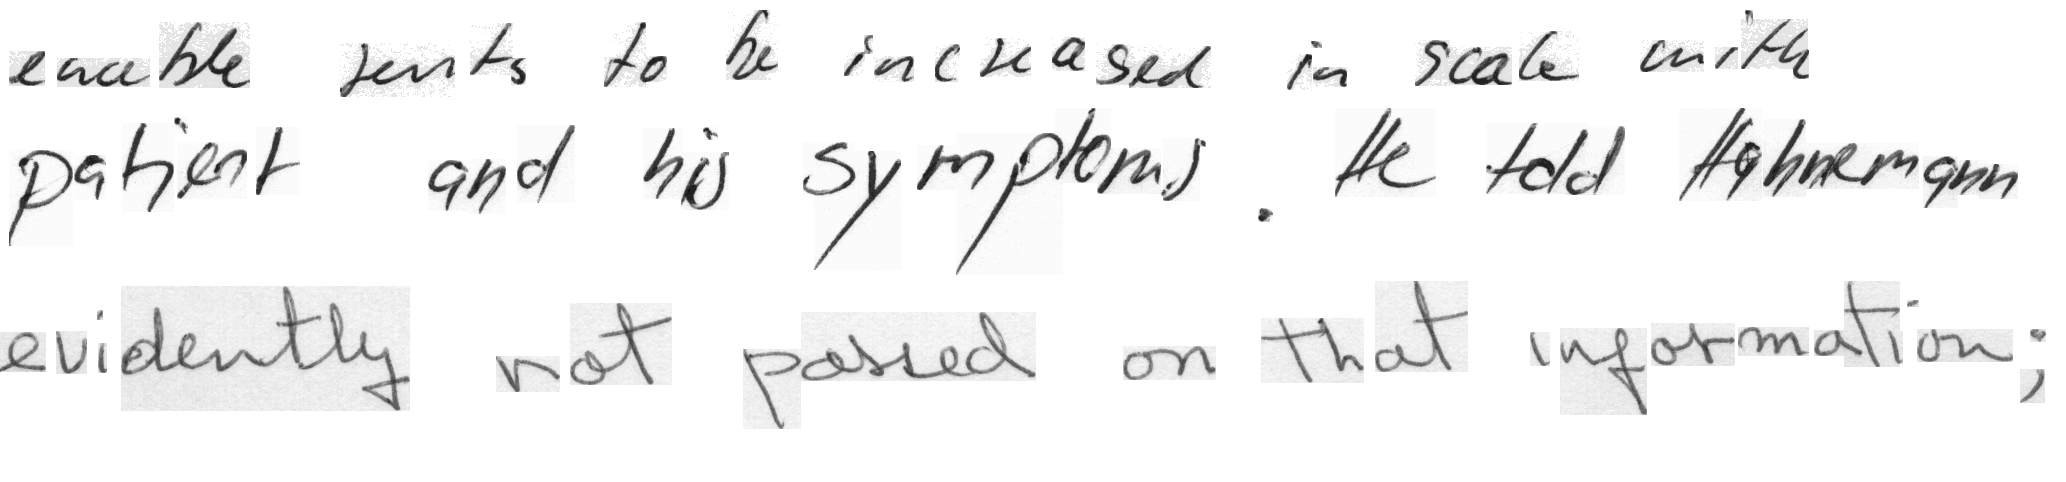 enable rents to be increased in scale with
patient and his symptoms. He told Hahnemann
evidently not passed on that information;